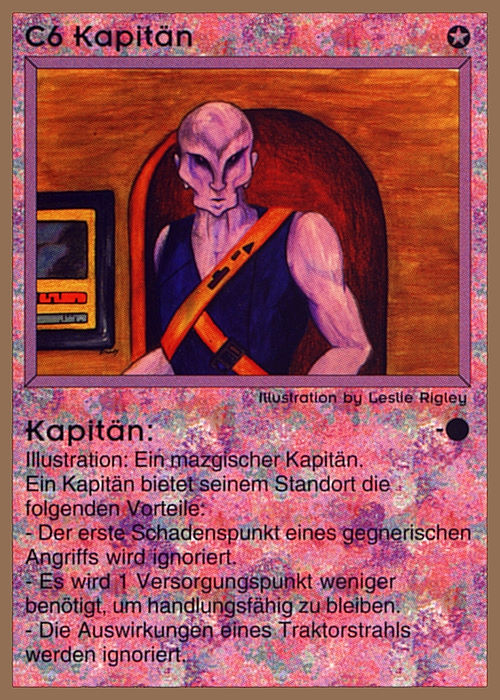 C6 Kapitän
Illustration by Leslie Rigley
Kapitän:
Illustration: Ein mazgischer Kapitän.
Ein Kapitän bietet seinem Standort die
folgenden Vorteile:
- Der erste Schadenspunkt eines gegnerischen
Angriffs wird ignoriert.
- Es wird 1 Versorgungspunkt weniger
benötigt, um handlungsfähig zu bleiben.
- Die Auswirkungen eines Traktorstrahls
werden ignoriert.